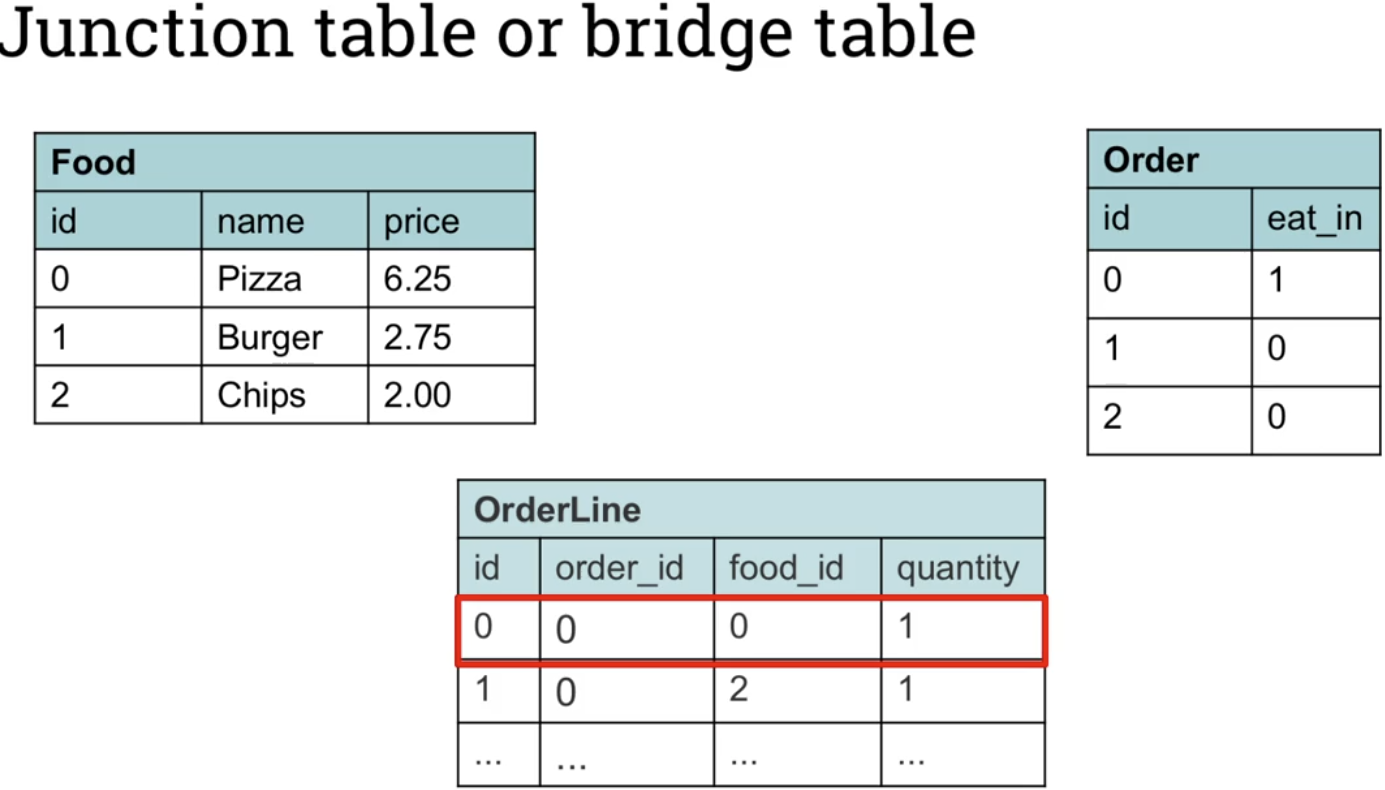 Junction table or bridge table
Food
id name price
0 Pizza 6.25
1 Burger 2.75
2 Chips 2.00
Order
id eat_in
0 1
1 0
2 0
OrderLine
id order_id food_id quantity
0 0 0 1
1 0 2 1
... ... ... ...